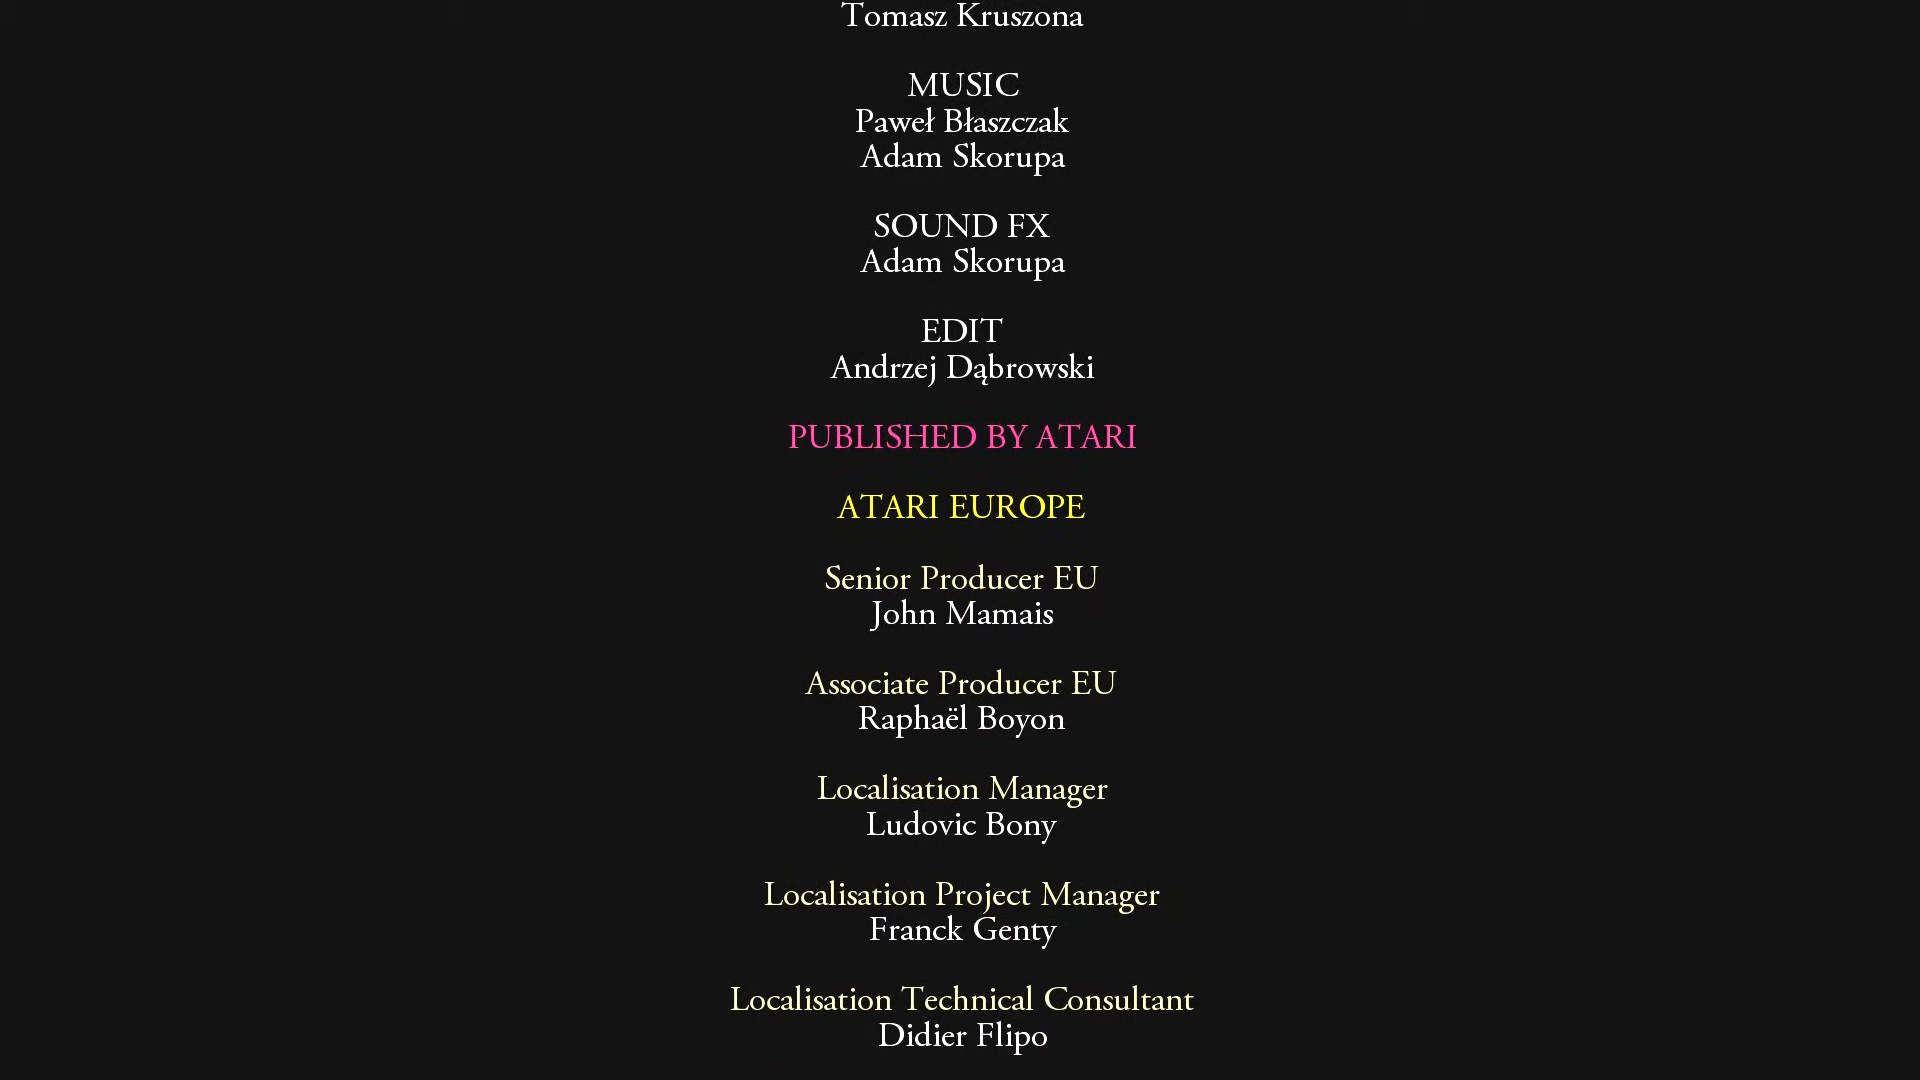 Tomasz Kruszona
MUSIC
Paweł Błaszczak
Adam Skorupa
SOUND FX
Adam Skorupa
EDIT
Andrzej Dąbrowski
PUBLISHED BY ATARI
ATARI EUROPE
Senior Producer EU
John Mamais
Associate Producer EU
Raphaël Boyon
Localisation Manager
Ludovic Bony
Localisation Project Manager
Franck Genty
Localisation Technical Consultant
Didier Flipo